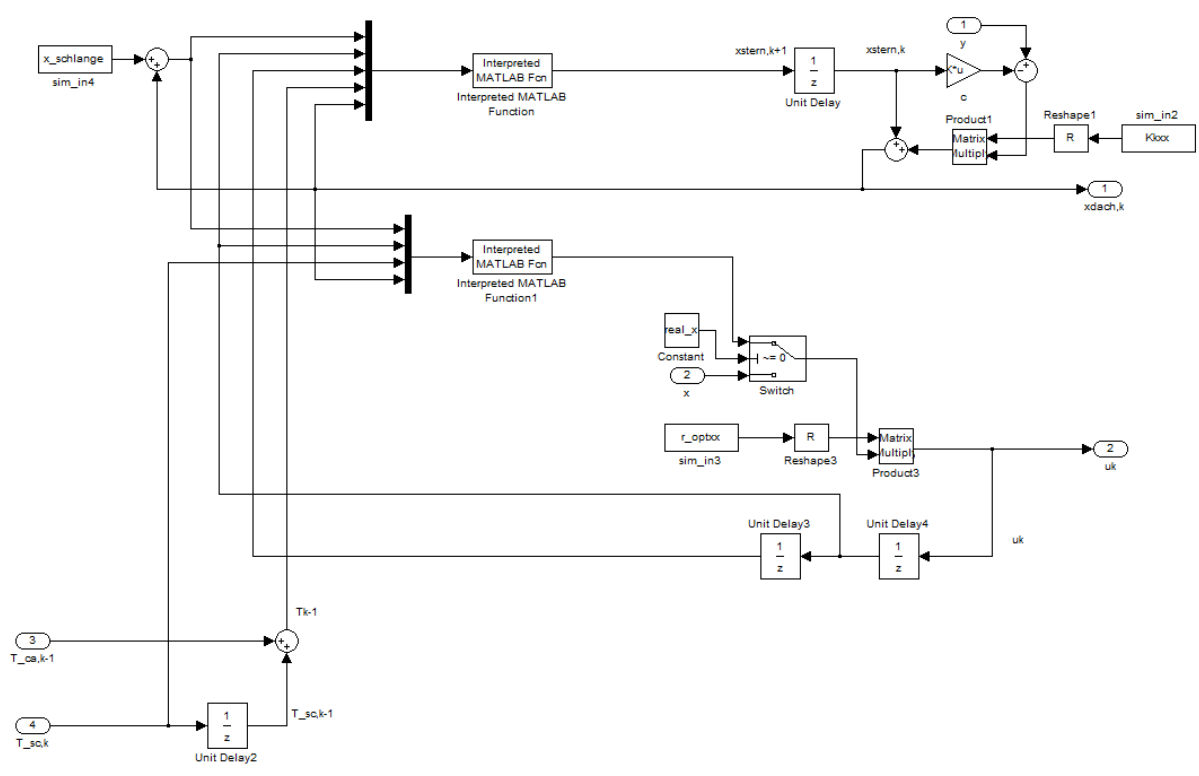 1
y
x_schlange
sim_in4
+
+
Interpreted
MATLAB Fcn
Interpreted MATLAB
Function
xstern,k+1
1
z
Unit Delay
xstern,k
K*u
c
+
−
Product1
Matrix
Multiply
Reshape1
R
sim_in2
Kkxx
+
+
1
xdach,k
Interpreted
MATLAB Fcn
Interpreted MATLAB
Function1
real_x
Constant
~= 0
2
x
Switch
r_optxx
sim_in3
R
Reshape3
Matrix
Multiply
Product3
2
uk
Unit Delay3
1
z
Unit Delay4
1
z
uk
Tk-1
3
T_ca,k-1
+
+
4
T_sc,k
1
z
Unit Delay2
T_sc,k-1